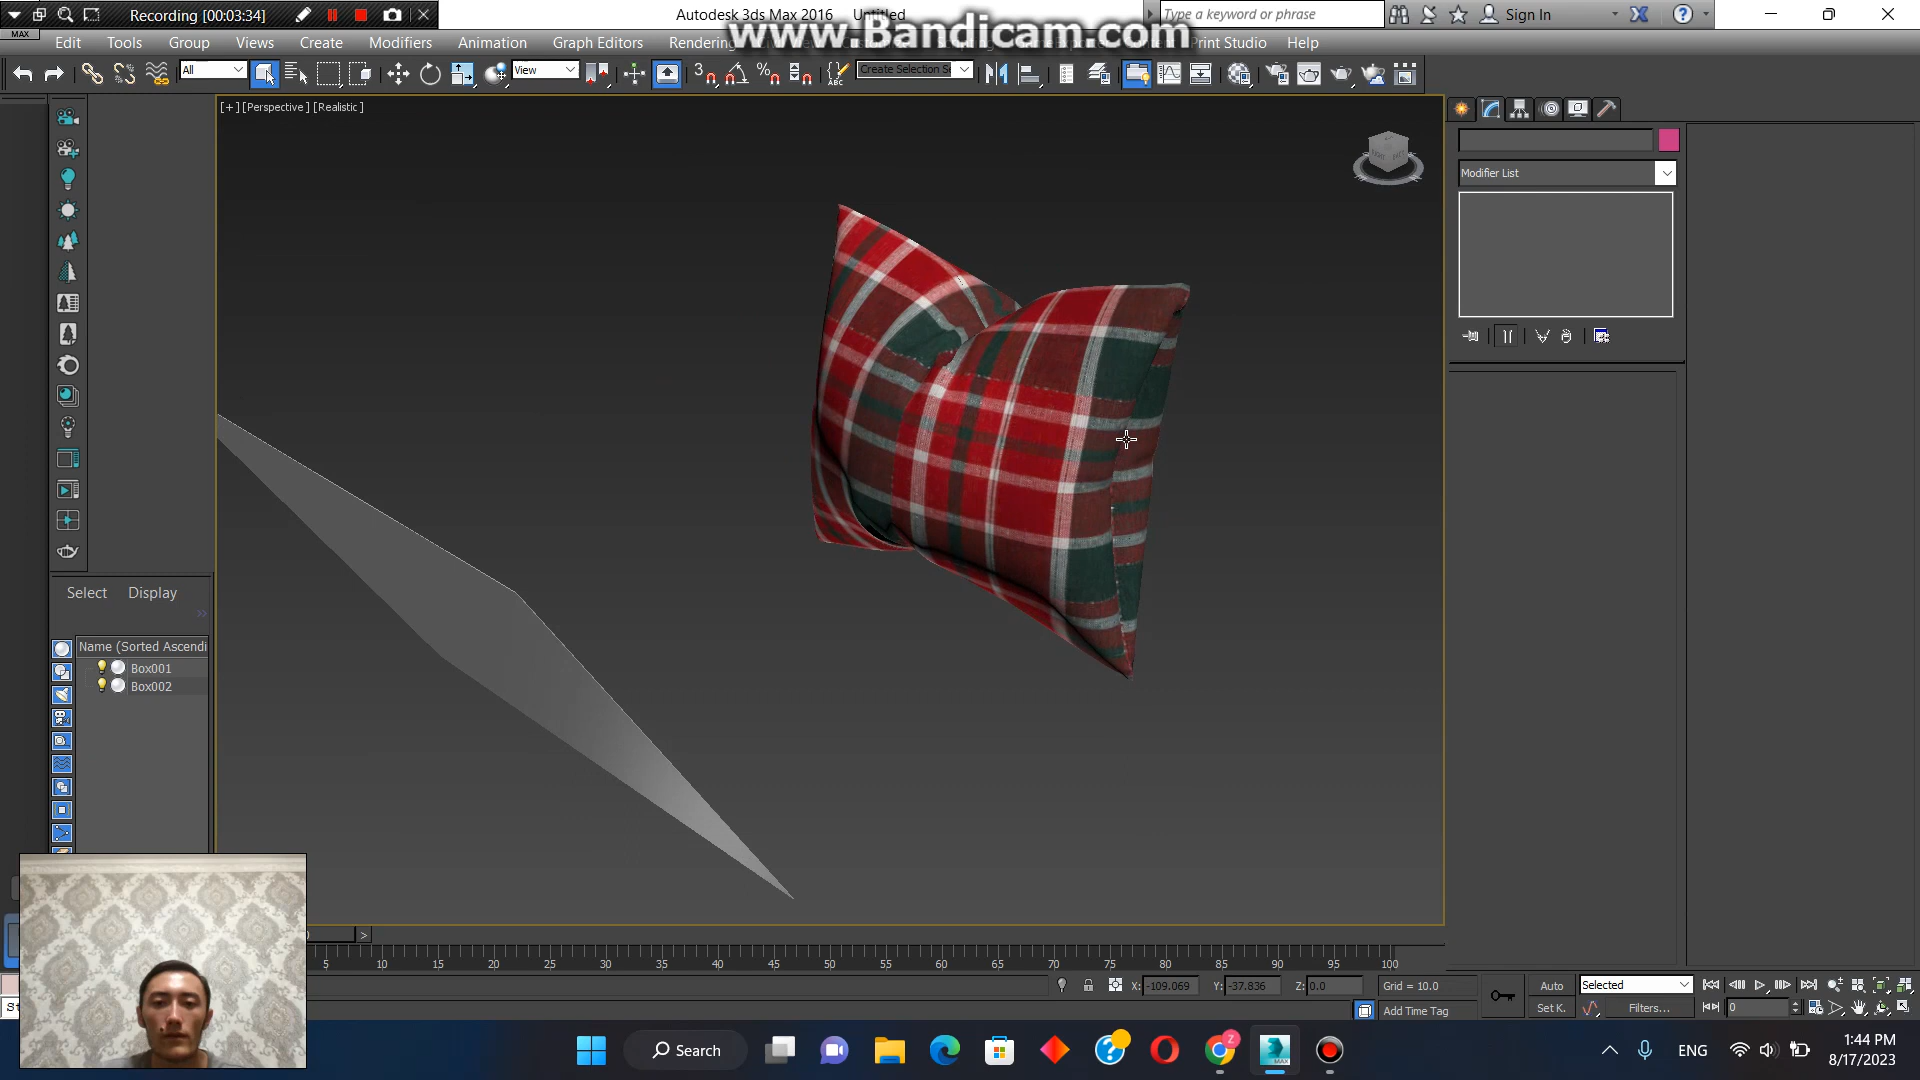 Recording [00:03:34]
Autodesk 3ds Max 2016    Untitled
www.Bandicam.com
Type a keyword or phrase
Sign In
MAX
Edit Tools Group Views Create Modifiers Animation Graph Editors Rendering Print Studio Help
All
View
Create Selection Se
ABC
[+] [Perspective] [Realistic]
Modifier List
Select Display
Name (Sorted Ascendi
Box001
Box002
5 10 15 20 25 30 35 40 45 50 55 60 65 70 75 80 85 90 95 100
X: -109.069 Y: -37.836 Z: 0.0 Grid = 10.0
Add Time Tag
Auto Selected
Set K. Filters...
0
Search
ENG
1:44 PM
8/17/2023